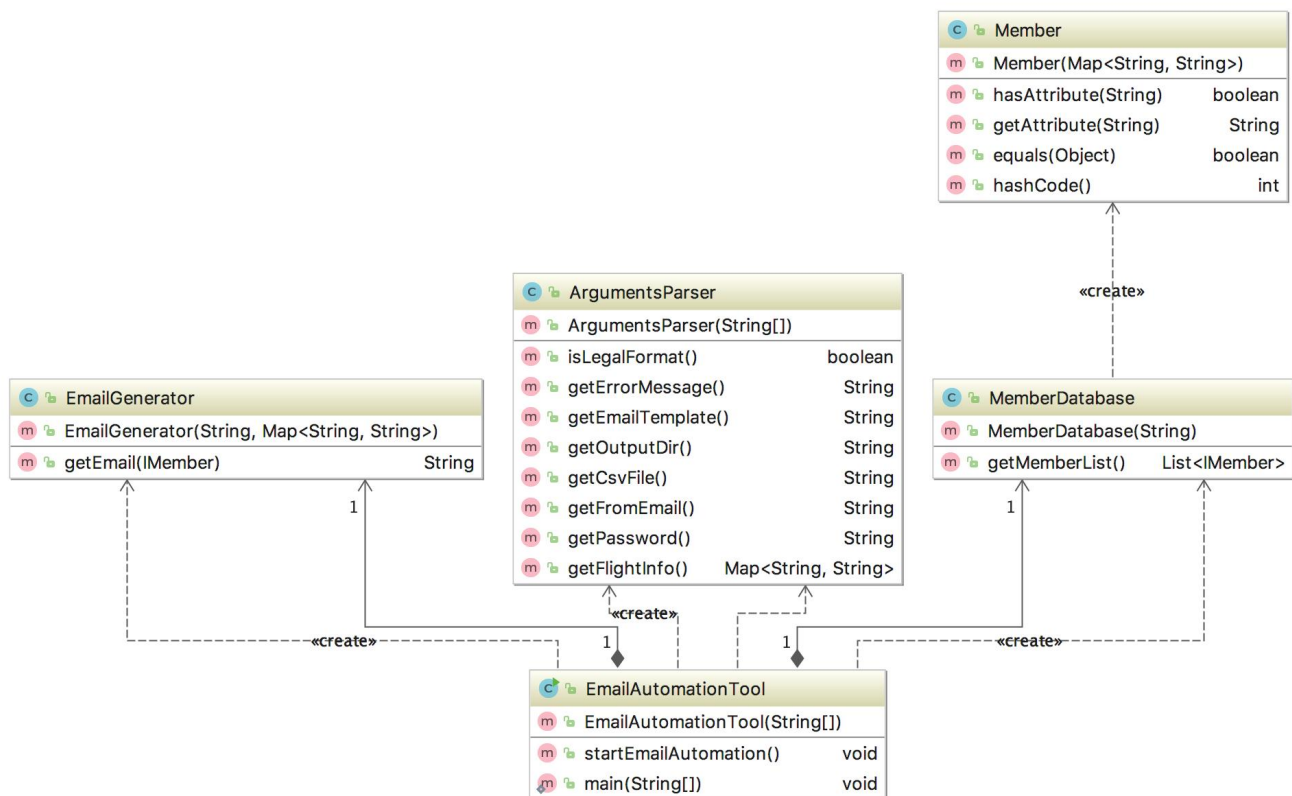 Member
Member(Map<String, String>)
hasAttribute(String) boolean
getAttribute(String) String
equals(Object) boolean
hashCode() int
«create»
ArgumentsParser
ArgumentsParser(String[])
isLegalFormat() boolean
getErrorMessage() String
getEmailTemplate() String
getOutputDir() String
getCsvFile() String
getFromEmail() String
getPassword() String
getFlightInfo() Map<String, String>
EmailGenerator
EmailGenerator(String, Map<String, String>)
getEmail(IMember) String
MemberDatabase
MemberDatabase(String)
getMemberList() List<IMember>
1
1
«create»
«create»
1
1
«create»
EmailAutomationTool
EmailAutomationTool(String[])
startEmailAutomation() void
main(String[]) void